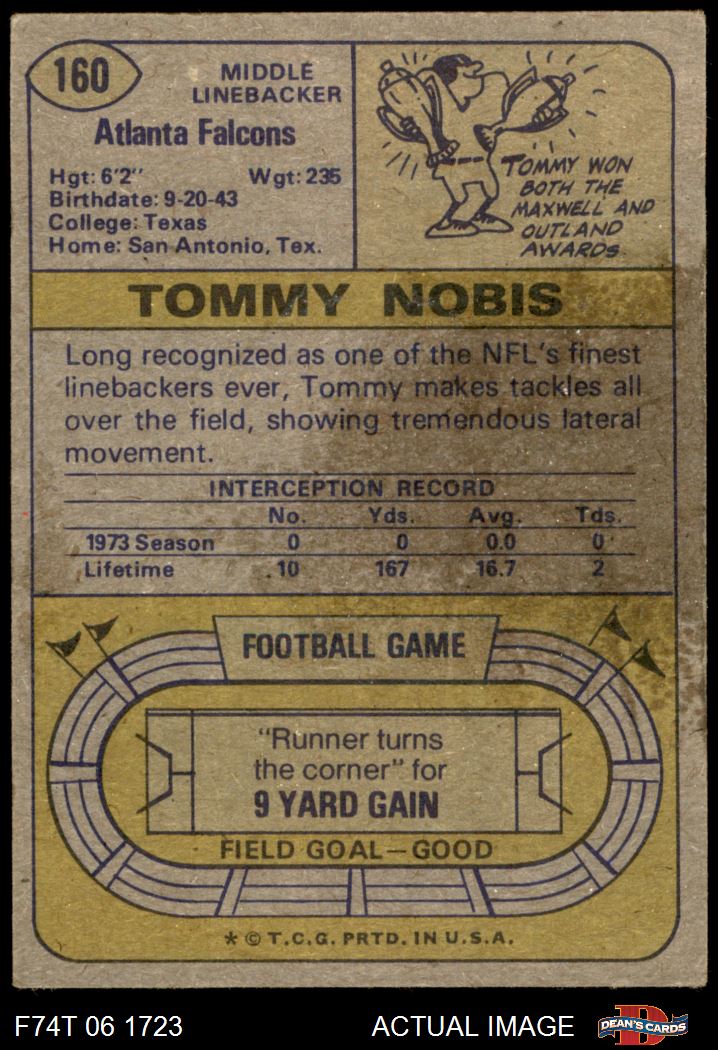 160
MIDDLE
LINEBACKER
Atlanta Falcons
Hgt: 6'2" Wgt: 235
Birthdate: 9-20-43
College: Texas
Home: San Antonio, Tex.
TOMMY WON
BOTH THE
MAXWELL AND
OUTLAND
AWARDS
TOMMY NOBIS
Long recognized as one of the NFL's finest
linebackers ever, Tommy makes tackles all
over the field, showing tremendous lateral
movement.
INTERCEPTION RECORD
No. Yds. Avg. Tds.
1973 Season 0 0 0.0 0
Lifetime 10 167 16.7 2
FOOTBALL GAME
"Runner turns
the corner" for
9 YARD GAIN
FIELD GOAL—GOOD
* © T.C.G. PRTD. IN U.S.A.
F74T 06 1723 ACTUAL IMAGE
D
DEAN'S CARDS